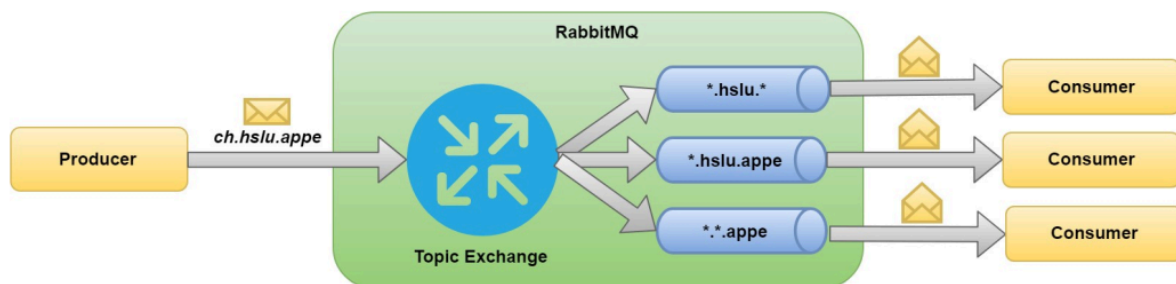 RabbitMQ
ch.hslu.appe
Producer
Topic Exchange
*.hslu.*
*.hslu.appe
*.*.appe
Consumer
Consumer
Consumer